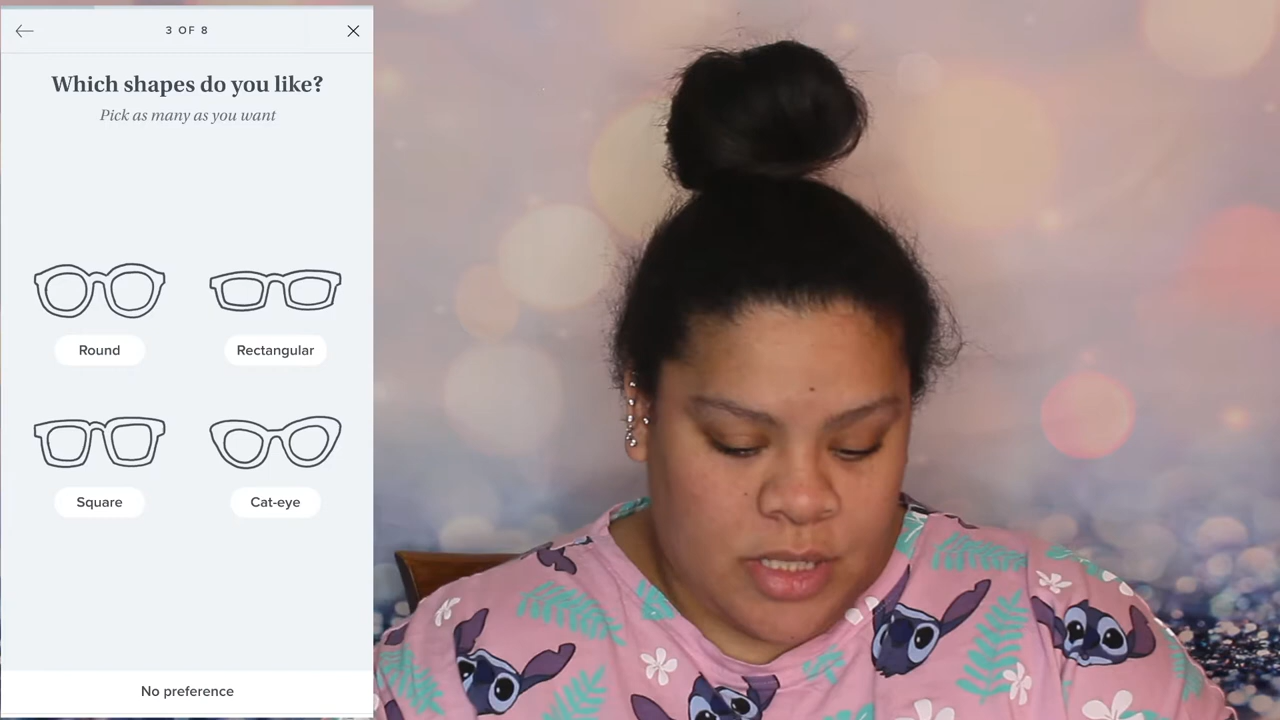 3 OF 8
Which shapes do you like?
Pick as many as you want
Round
Rectangular
Square
Cat-eye
No preference